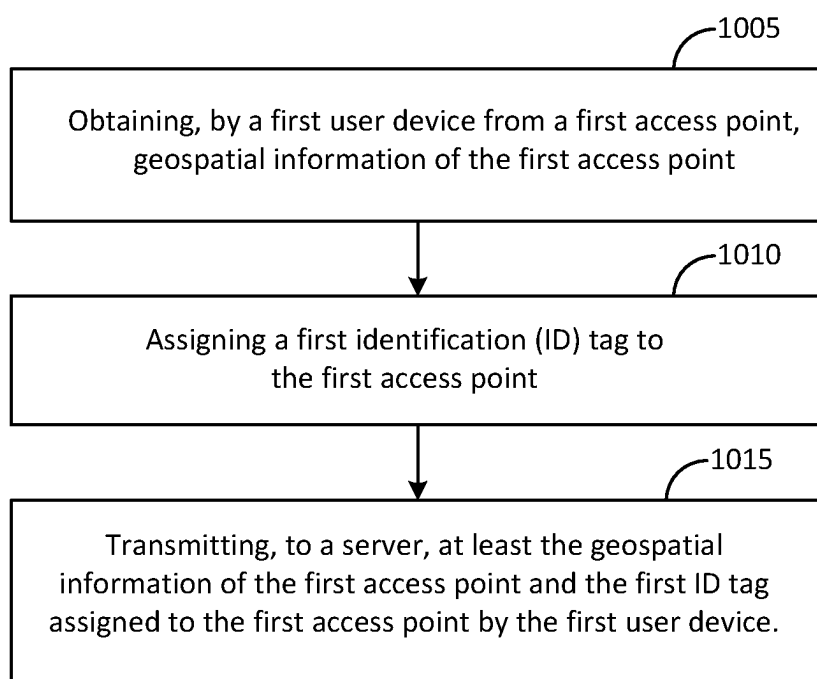 1005
Obtaining, by a first user device from a first access point,
geospatial information of the first access point
1010
Assigning a first identification (ID) tag to
the first access point
1015
Transmitting, to a server, at least the geospatial
information of the first access point and the first ID tag
assigned to the first access point by the first user device.